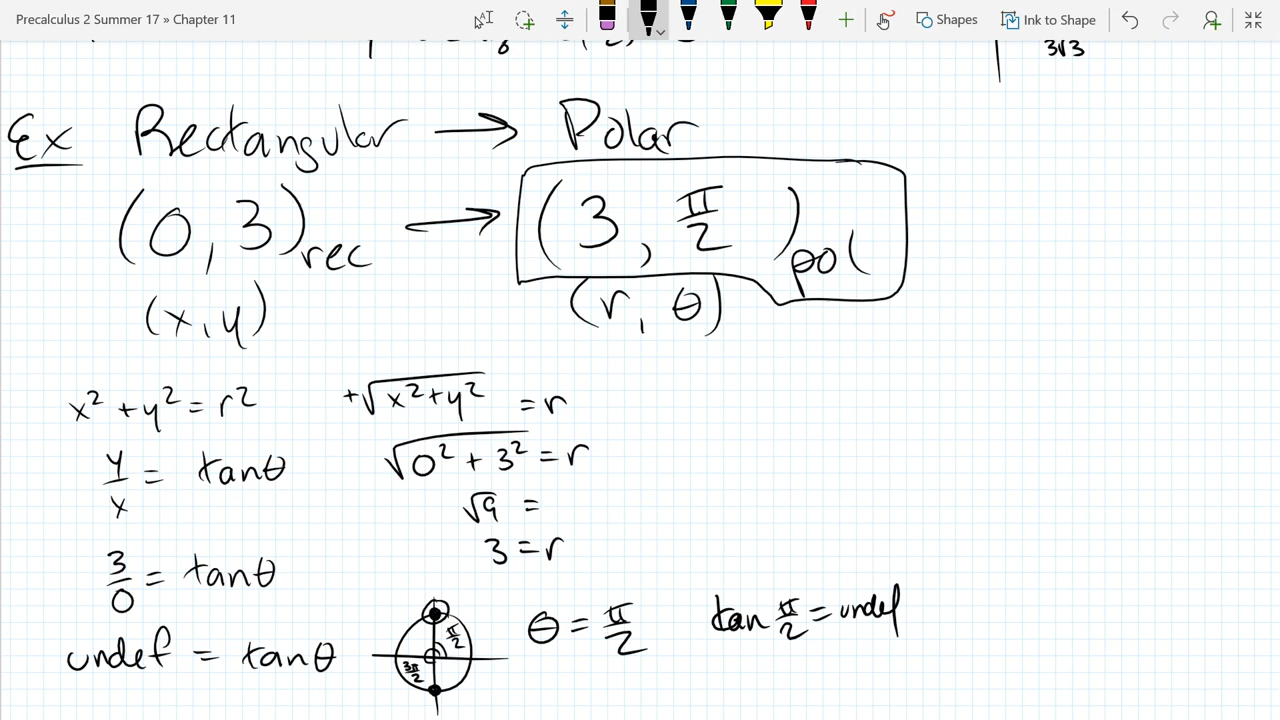 Precalculus 2 Summer 17 » Chapter 11
Shapes
Ink to Shape
3√3
Ex Rectangular → Polar
(0, 3)rec → (3, π/2)pol
(x, y) (r, θ)
x² + y² = r² +√(x² + y²) = r
y/x = tanθ √(0² + 3²) = r
√9 =
3 = r
3/0 = tanθ
undef = tanθ
π/2
3π/2
θ = π/2
tan π/2 = undef